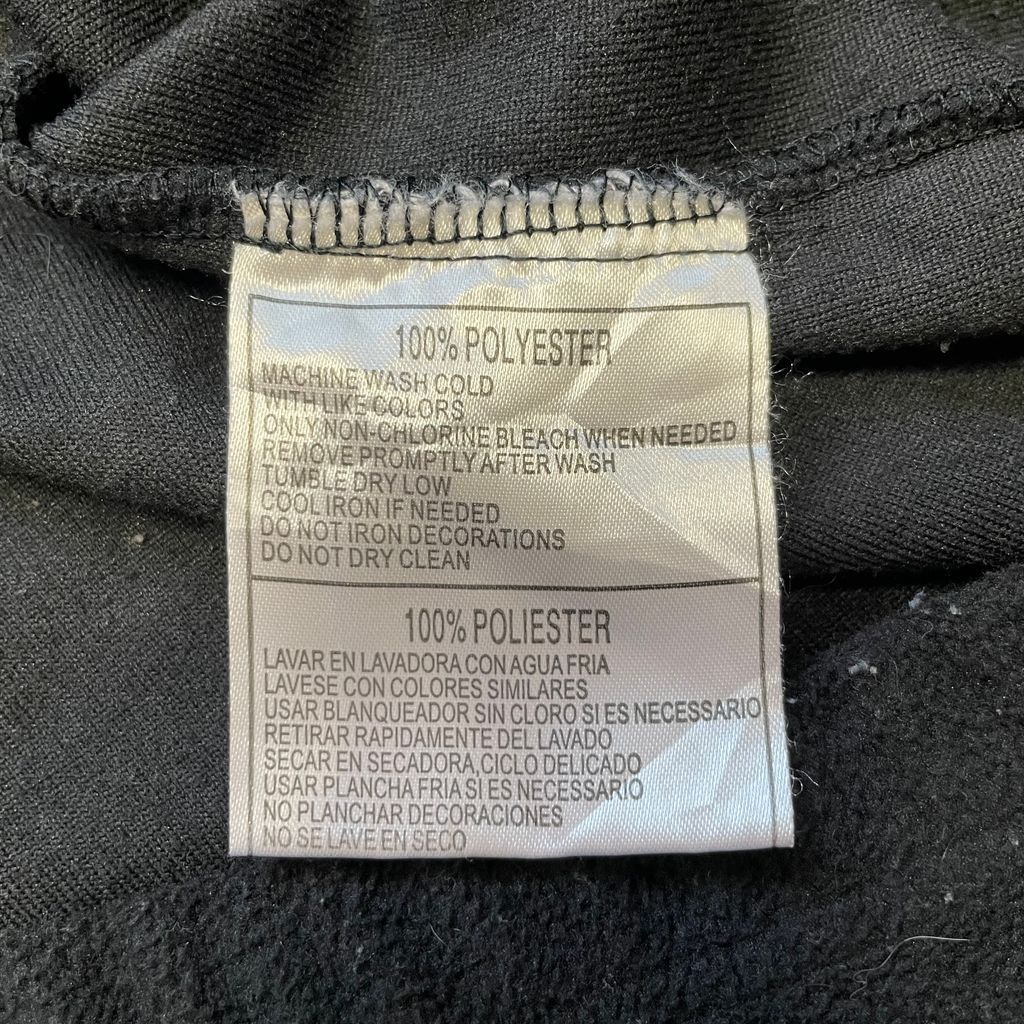 100% POLYESTER
MACHINE WASH COLD
WITH LIKE COLORS
ONLY NON-CHLORINE BLEACH WHEN NEEDED
REMOVE PROMPTLY AFTER WASH
TUMBLE DRY LOW
COOL IRON IF NEEDED
DO NOT IRON DECORATIONS
DO NOT DRY CLEAN
100% POLIESTER
LAVAR EN LAVADORA CON AGUA FRIA
LAVESE CON COLORES SIMILARES
USAR BLANQUEADOR SIN CLORO SI ES NECESSARIO
RETIRAR RAPIDAMENTE DEL LAVADO
SECAR EN SECADORA, CICLO DELICADO
USAR PLANCHA FRIA SI ES NECESSARIO
NO PLANCHAR DECORACIONES
NO SE LAVE EN SECO